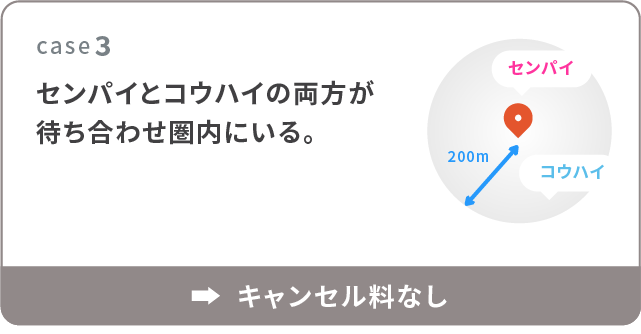 case3
センパイとコウハイの両方が
待ち合わせ圏内にいる。
センパイ
200m
コウハイ
➡ キャンセル料なし